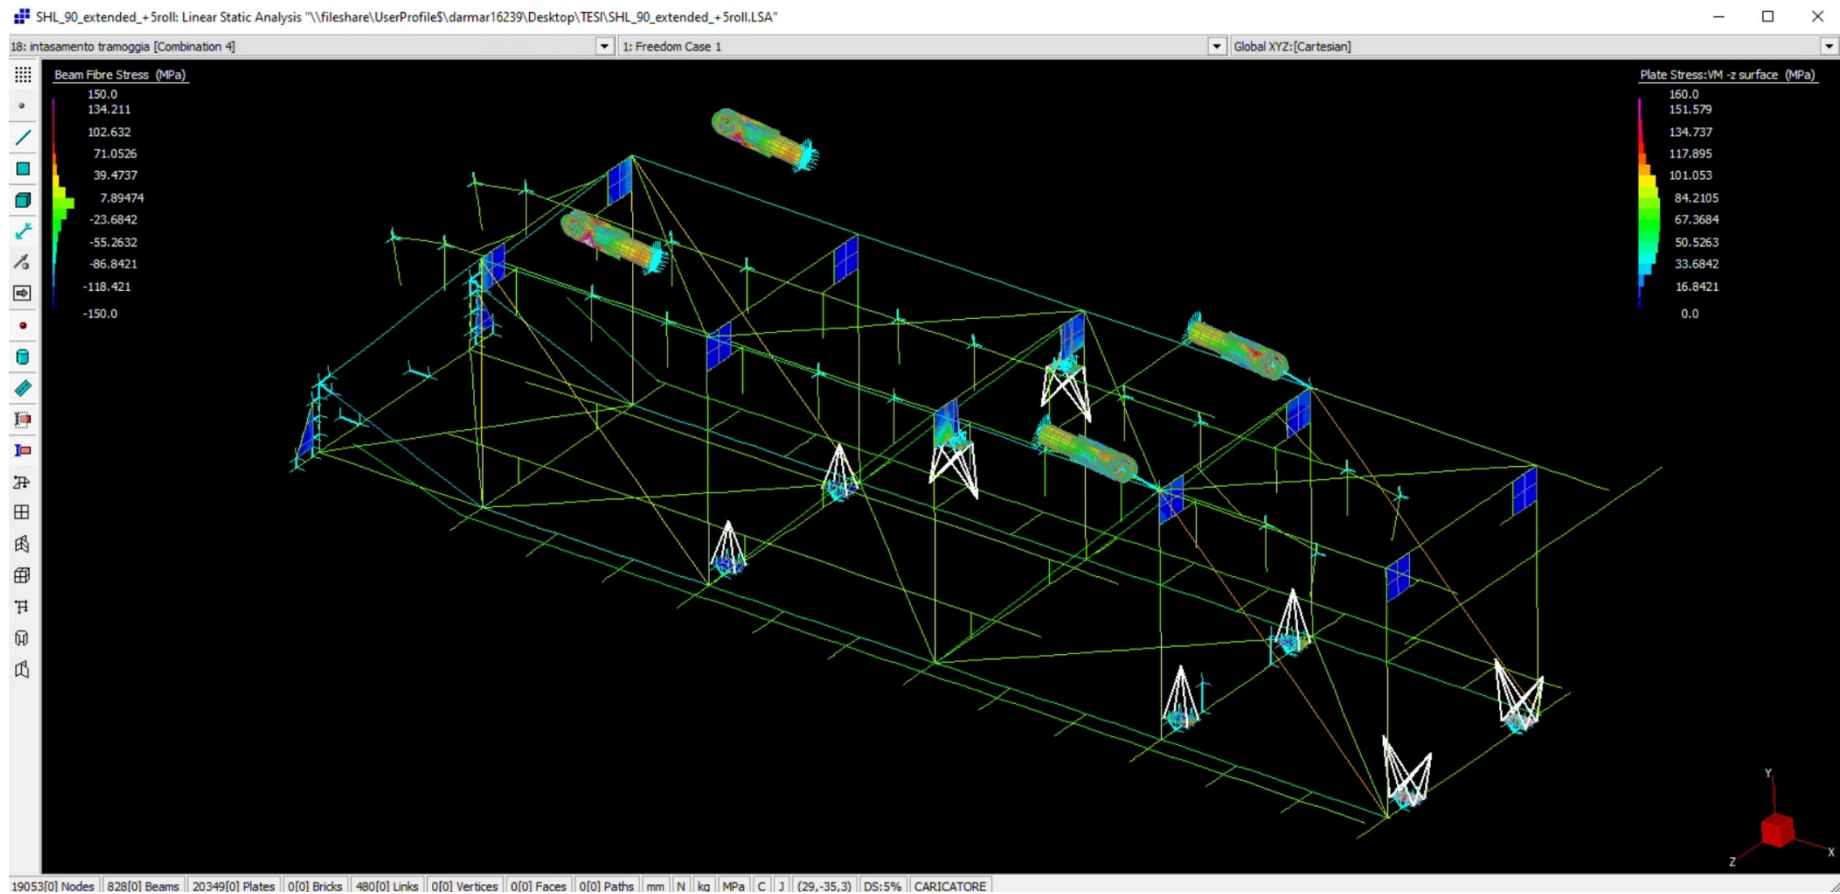 SHL_90_extended_+5roll: Linear Static Analysis "\\fileshare\UserProfile$\darmar16239\Desktop\TESI\SHL_90_extended_+5roll.LSA"
18: intasamento tramoggia [Combination 4]
1: Freedom Case 1
Global XYZ:[Cartesian]
Beam Fibre Stress (MPa)
150.0
134.211
102.632
71.0526
39.4737
7.89474
-23.6842
-55.2632
-86.8421
-118.421
-150.0
Plate Stress:VM -z surface (MPa)
160.0
151.579
134.737
117.895
101.053
84.2105
67.3684
50.5263
33.6842
16.8421
0.0
Y
Z
X
19053[0] Nodes 828[0] Beams 20349[0] Plates 0[0] Bricks 480[0] Links 0[0] Vertices 0[0] Faces 0[0] Paths mm N kg MPa C J (29,-35,3) DS:5% CARICATORE